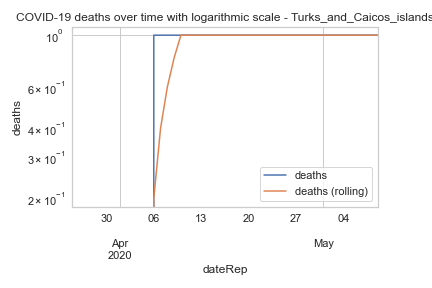 COVID-19 deaths over time with logarithmic scale - Turks_and_Caicos_islands
10⁰
6 × 10⁻¹
4 × 10⁻¹
3 × 10⁻¹
2 × 10⁻¹
deaths
deaths
deaths (rolling)
30 06 13 20 27 04
Apr May
2020
dateRep